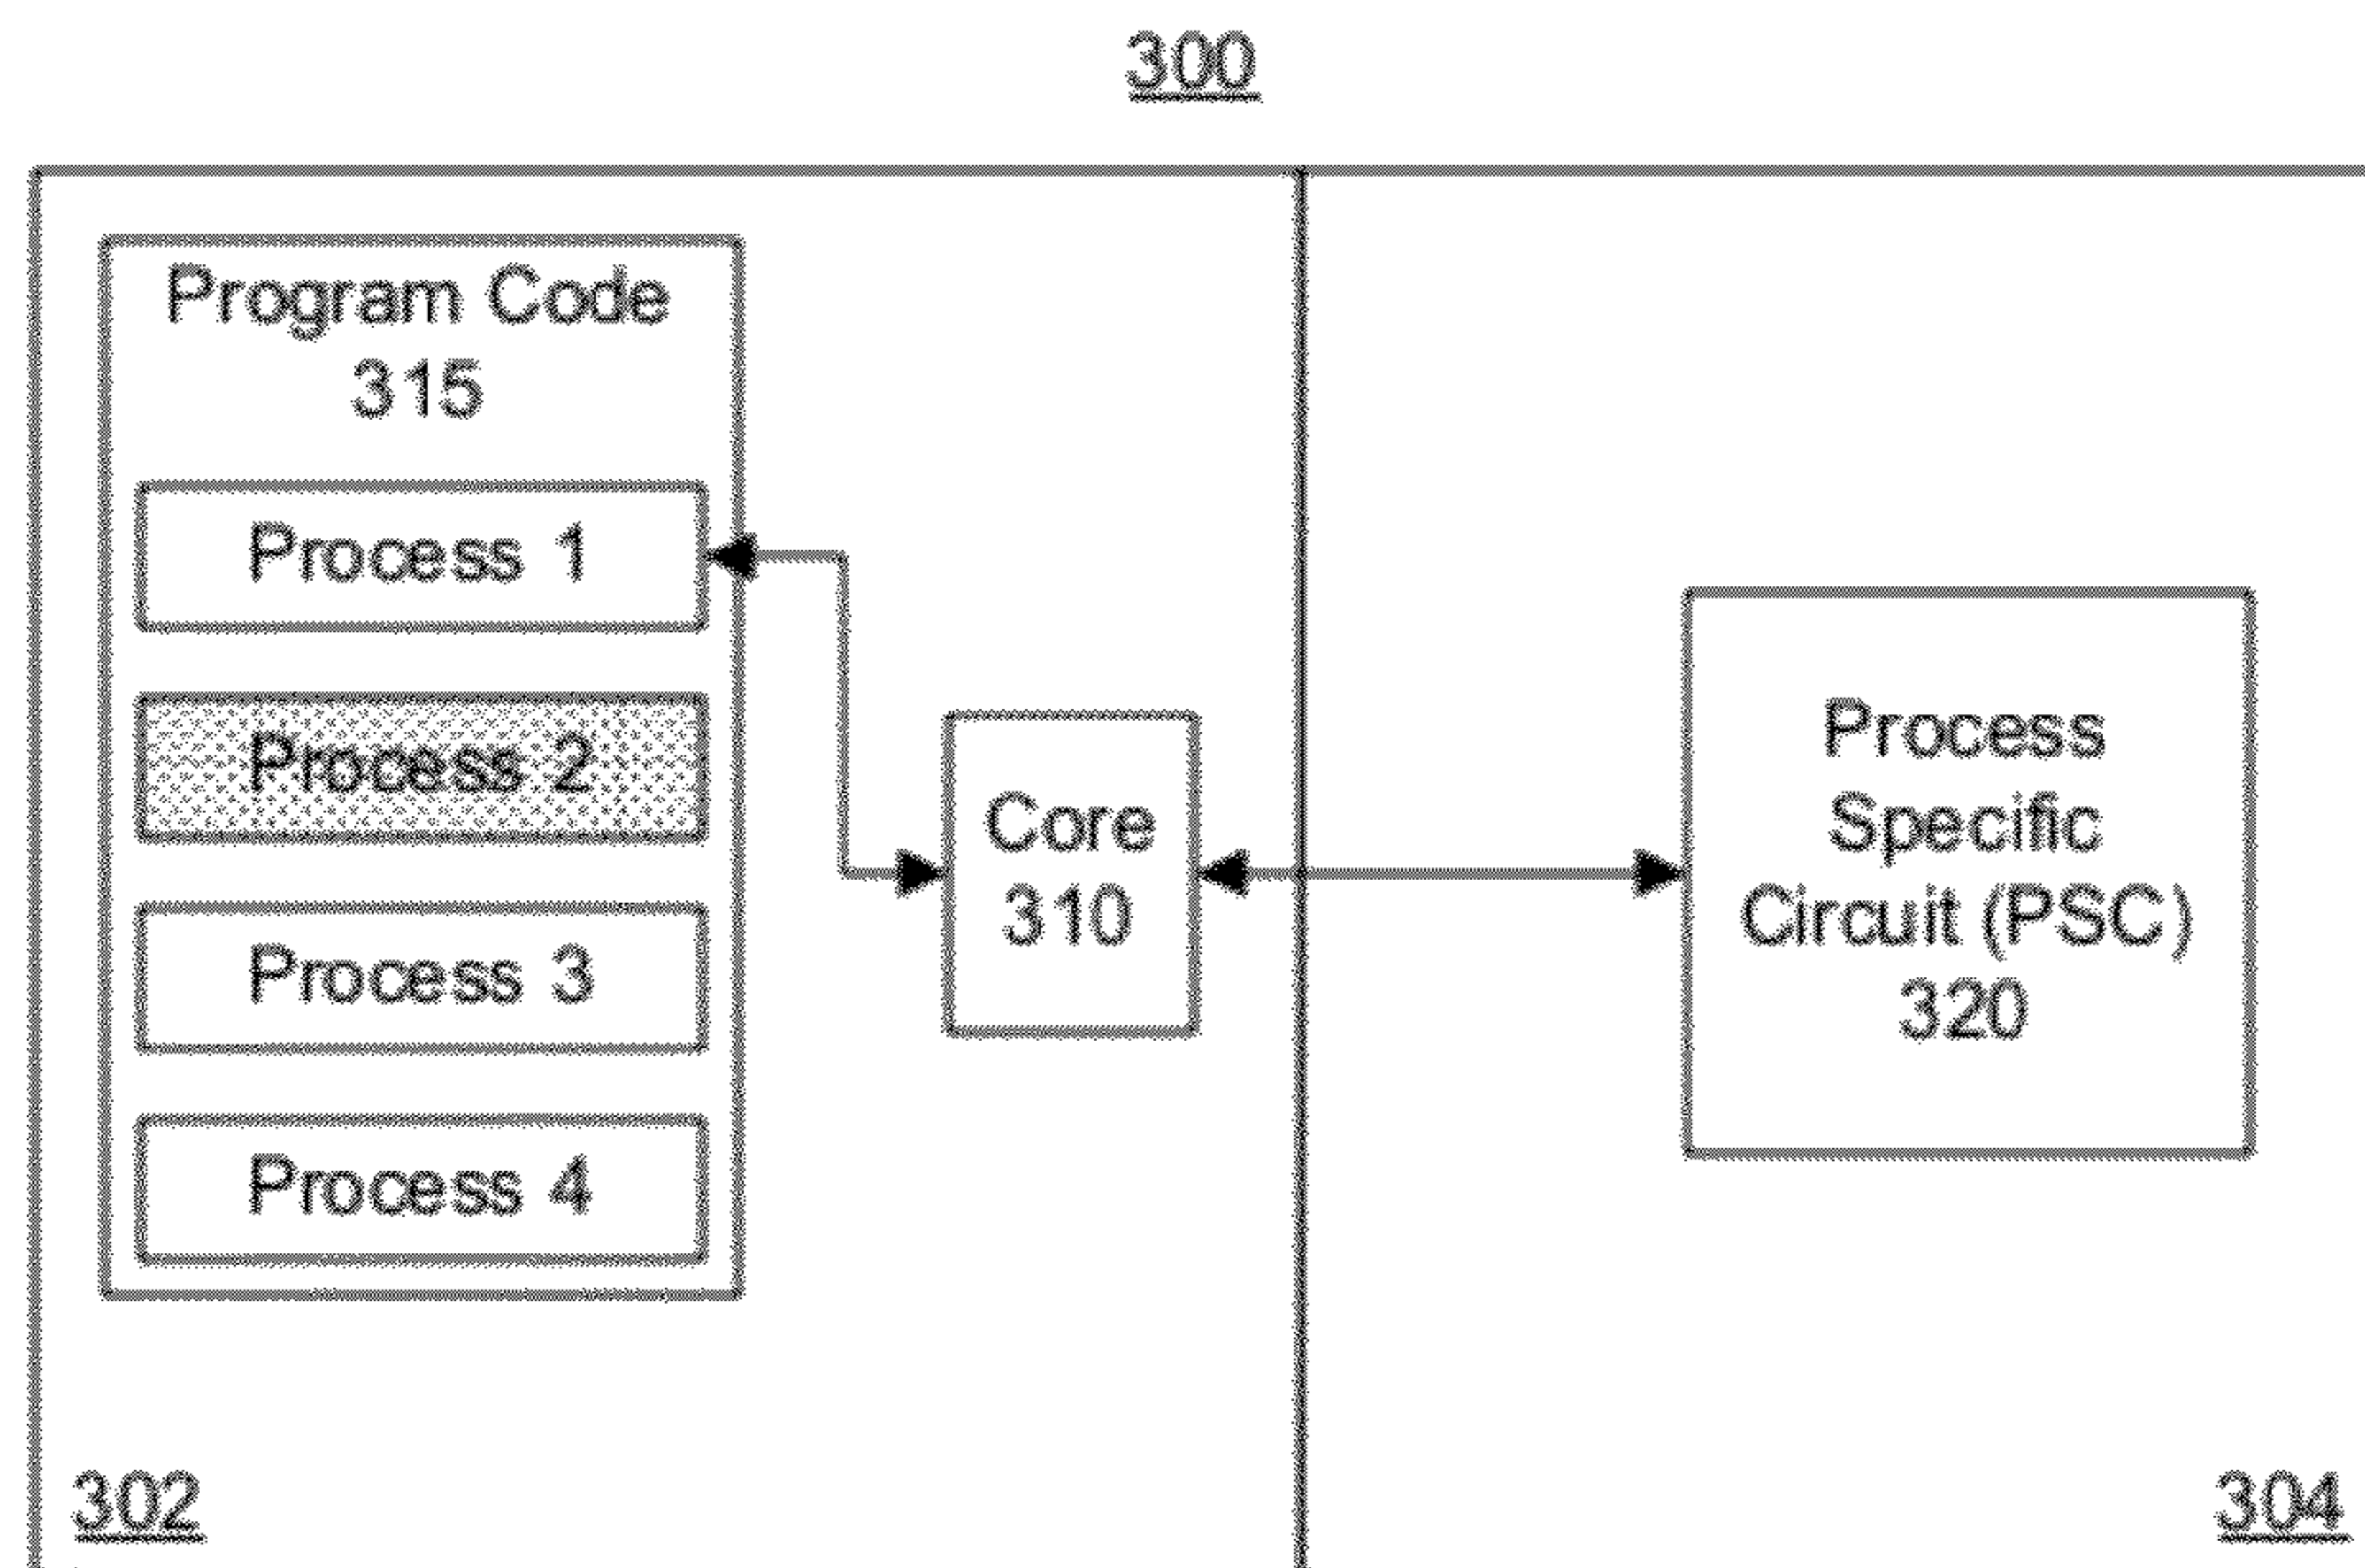 300
Program Code
315
Process 1
Process 2
Process 3
Process 4
Core
310
Process
Specific
Circuit (PSC)
320
302
304